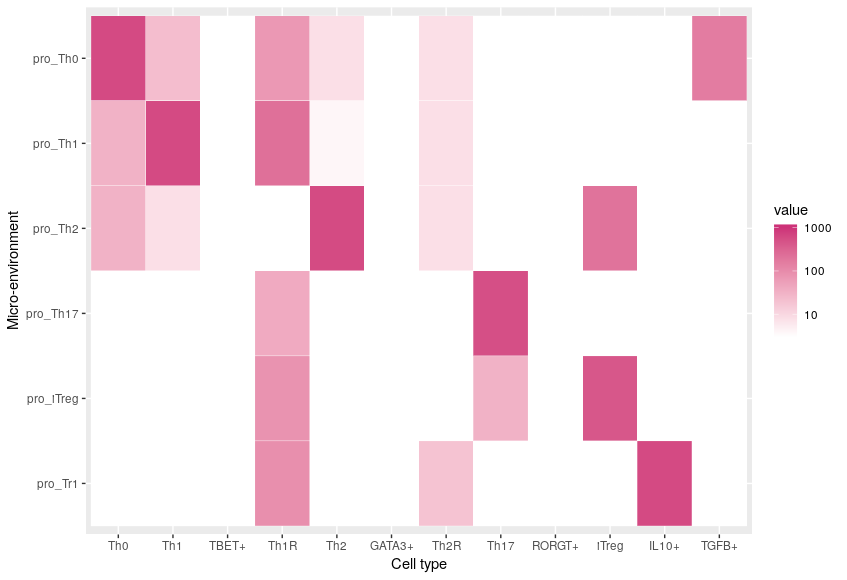 pro_Th0
pro_Th1
pro_Th2
pro_Th17
pro_iTreg
pro_Tr1
Micro-environment
Th0 Th1 TBET+ Th1R Th2 GATA3+ Th2R Th17 RORGT+ iTreg IL10+ TGFB+
Cell type
value
1000
100
10